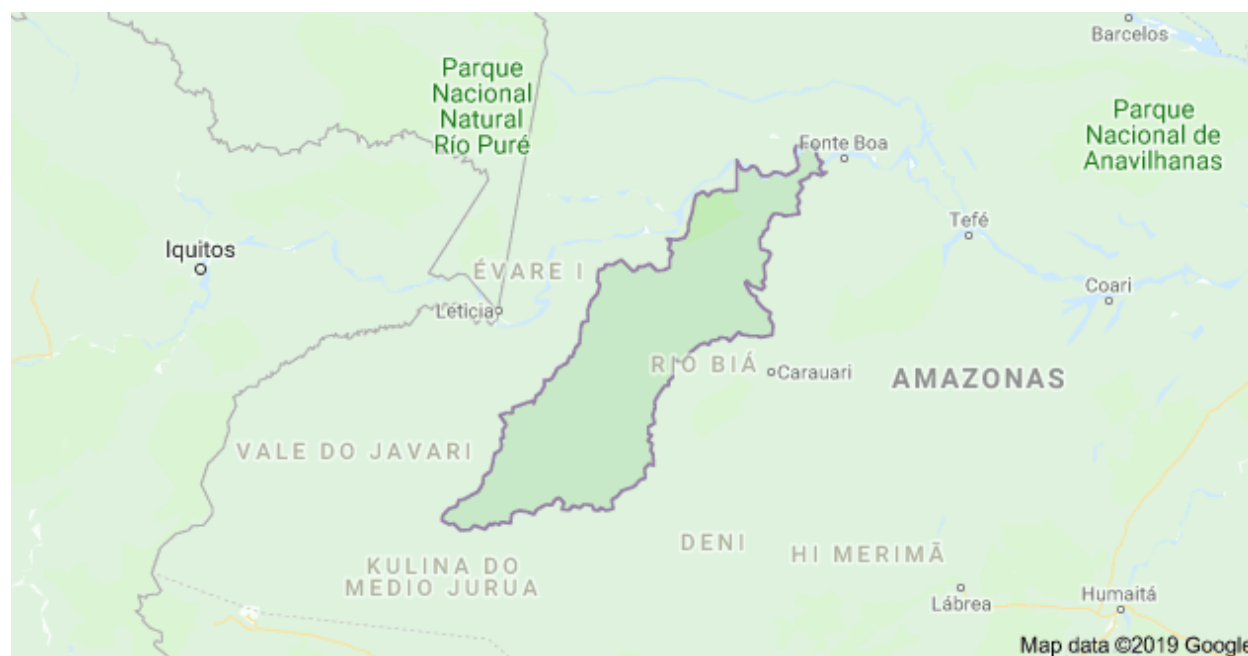 Barcelos
Parque
Nacional
Natural
Río Puré
Parque
Nacional de
Anavilhanas
Fonte Boa
Tefé
Iquitos
ÉVARE I
Leticia
Coari
RIO BIÁ
Carauari
AMAZONAS
VALE DO JAVARI
DENI
HI MERIMÃ
KULINA DO
MEDIO JURUA
Lábrea
Humaitá
Map data ©2019 Google